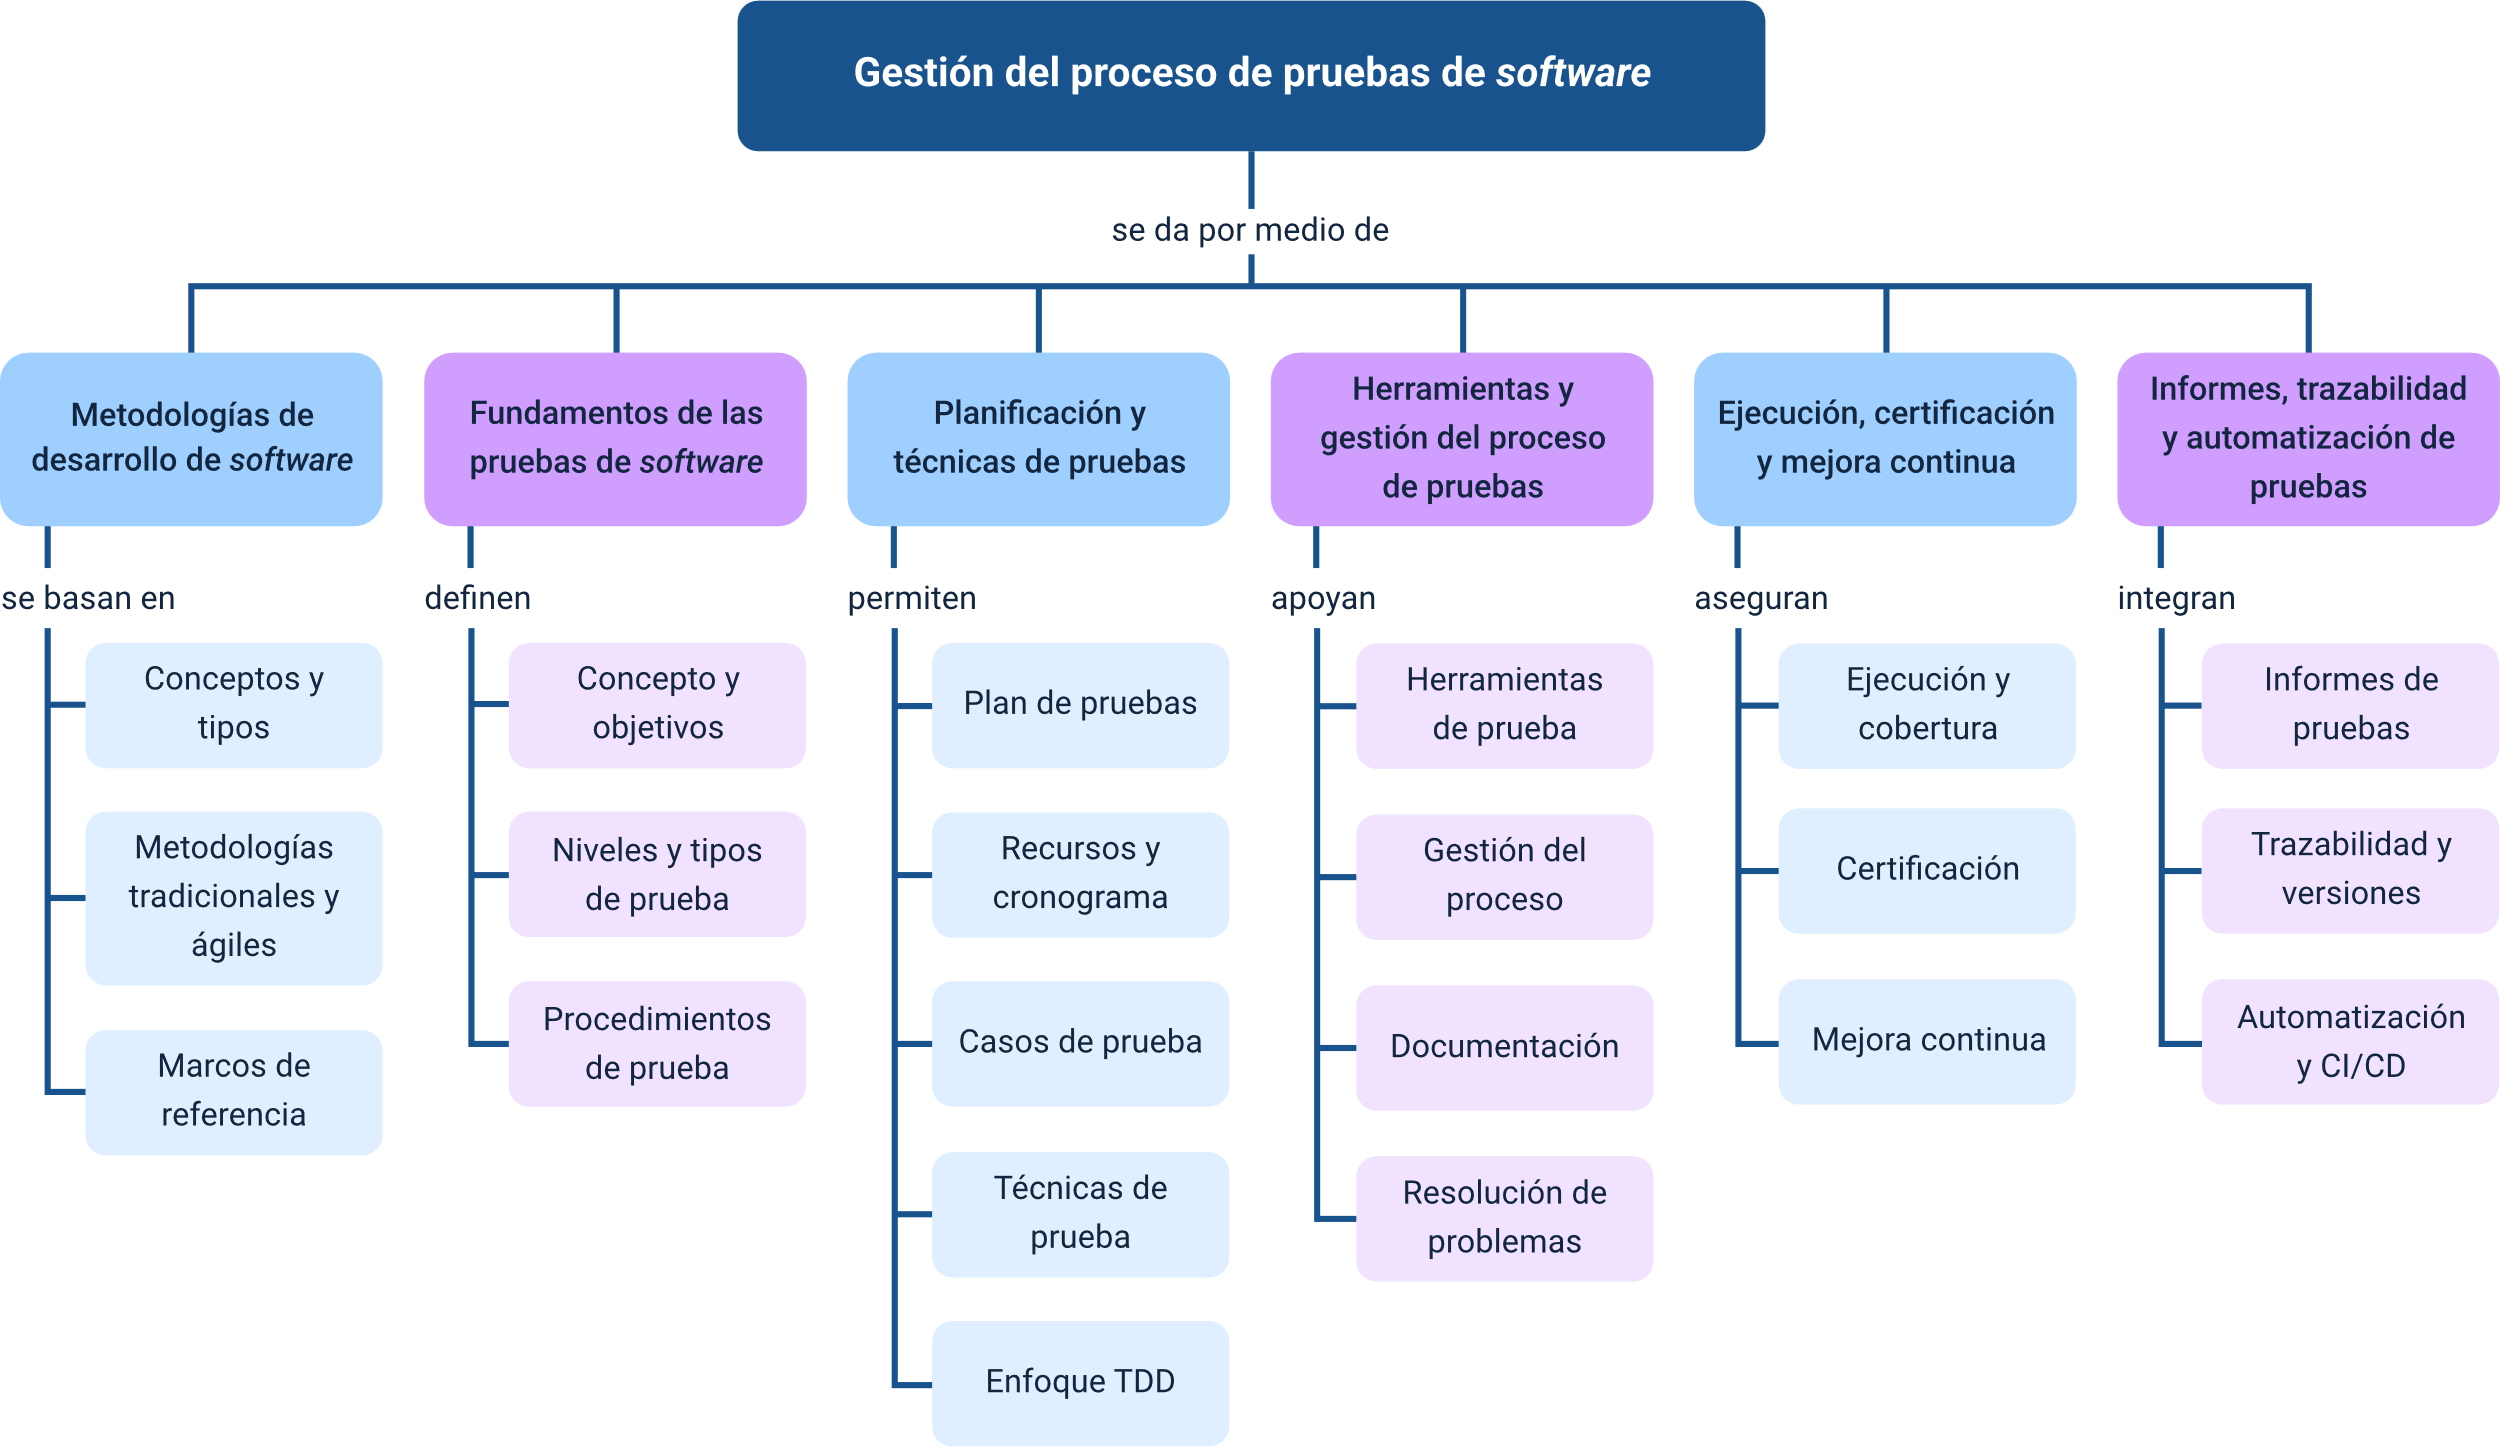 Gestión del proceso de pruebas de software
se da por medio de
Metodologías de
desarrollo de software
se basan en
Conceptos y
tipos
Metodologías
tradicionales y
ágiles
Marcos de
referencia
Fundamentos de las
pruebas de software
definen
Concepto y
objetivos
Niveles y tipos
de prueba
Procedimientos
de prueba
Planificación y
técnicas de pruebas
permiten
Plan de pruebas
Recursos y
cronograma
Casos de prueba
Técnicas de
prueba
Enfoque TDD
Herramientas y
gestión del proceso
de pruebas
apoyan
Herramientas
de prueba
Gestión del
proceso
Documentación
Resolución de
problemas
Ejecución, certificación
y mejora continua
aseguran
Ejecución y
cobertura
Certificación
Mejora continua
Informes, trazabilidad
y automatización de
pruebas
integran
Informes de
pruebas
Trazabilidad y
versiones
Automatización
y CI/CD